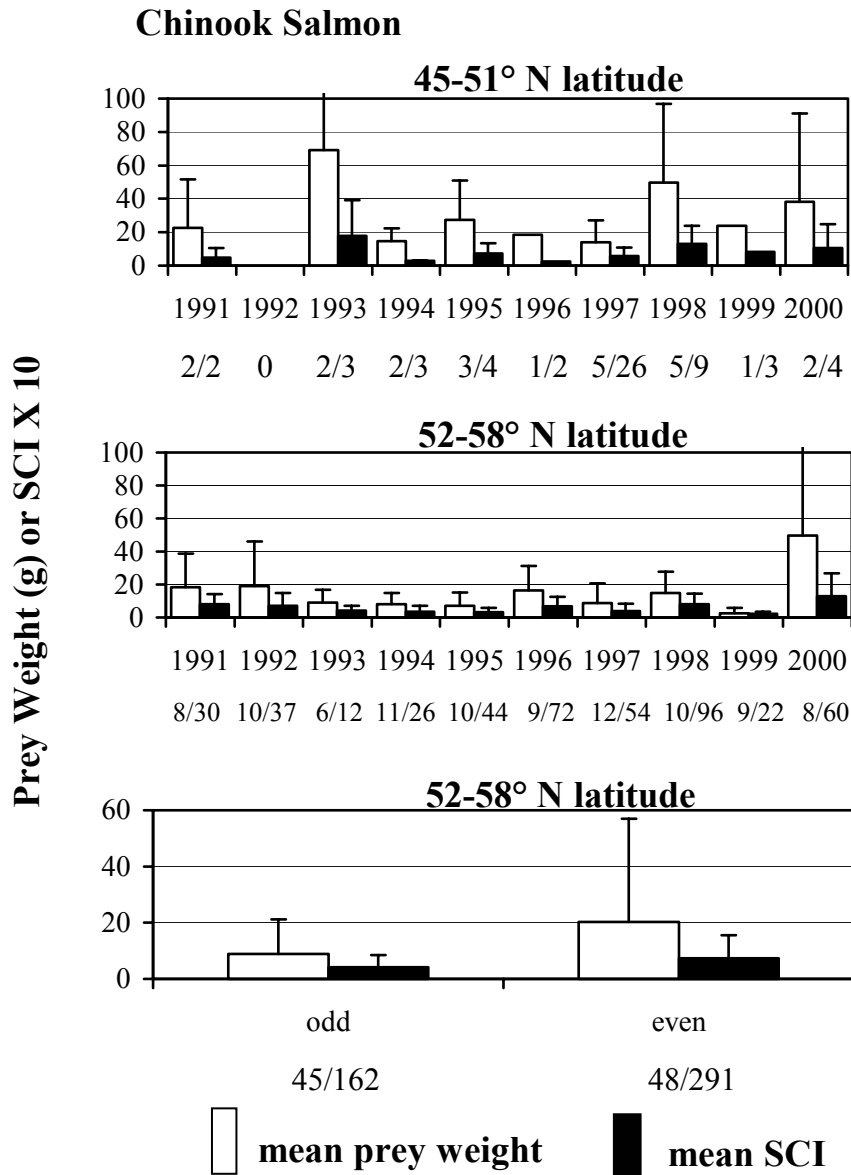 Chinook Salmon
45-51° N latitude
100
80
60
40
20
0
1991 1992 1993 1994 1995 1996 1997 1998 1999 2000
2/2 0 2/3 2/3 3/4 1/2 5/26 5/9 1/3 2/4
Prey Weight (g) or SCI X 10
52-58° N latitude
100
80
60
40
20
0
1991 1992 1993 1994 1995 1996 1997 1998 1999 2000
8/30 10/37 6/12 11/26 10/44 9/72 12/54 10/96 9/22 8/60
52-58° N latitude
60
40
20
0
odd even
45/162 48/291
mean prey weight mean SCI